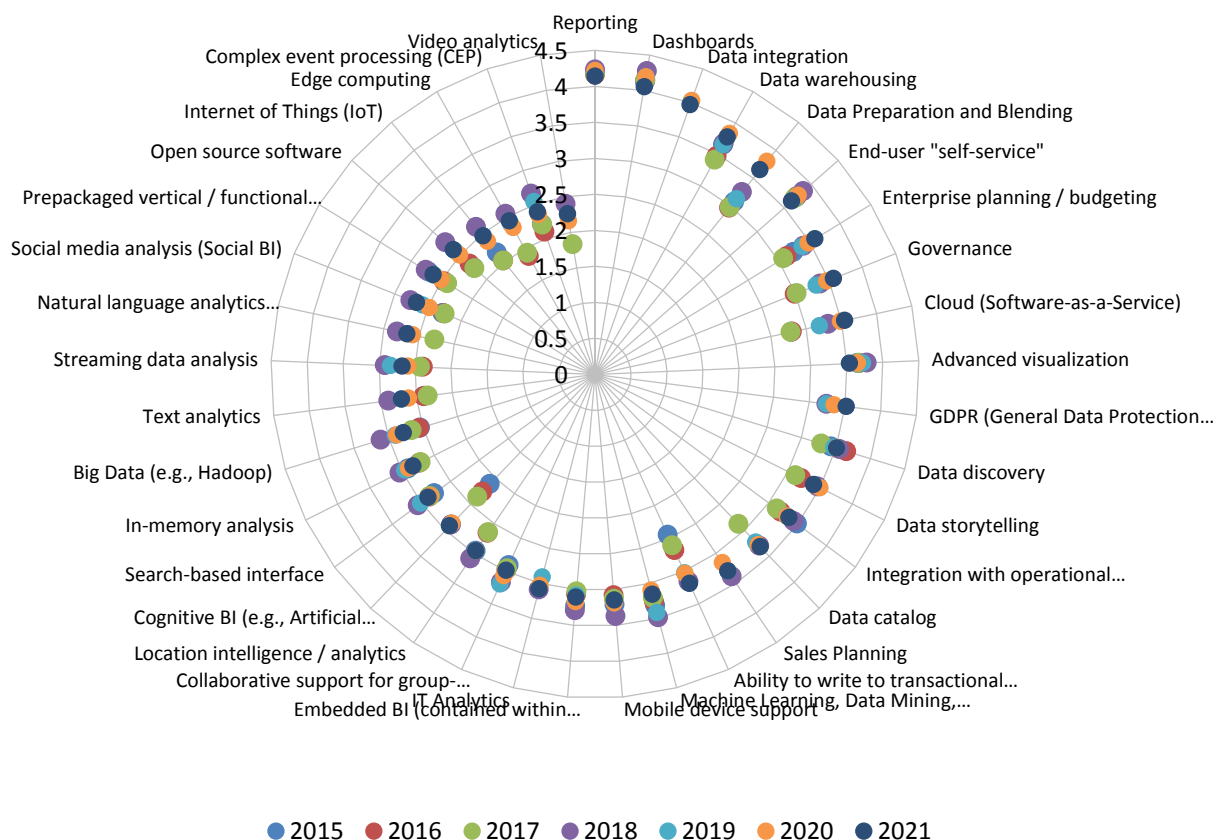 Reporting
Dashboards
Data integration
Data warehousing
Data Preparation and Blending
End-user "self-service"
Enterprise planning / budgeting
Governance
Cloud (Software-as-a-Service)
Advanced visualization
GDPR (General Data Protection...
Data discovery
Data storytelling
Integration with operational...
Data catalog
Sales Planning
Ability to write to transactional...
Machine Learning, Data Mining,...
Mobile device support
Embedded BI (contained within...
IT Analytics
Collaborative support for group-...
Location intelligence / analytics
Cognitive BI (e.g., Artificial...
Search-based interface
In-memory analysis
Big Data (e.g., Hadoop)
Text analytics
Streaming data analysis
Natural language analytics...
Social media analysis (Social BI)
Prepackaged vertical / functional...
Open source software
Internet of Things (IoT)
Edge computing
Complex event processing (CEP)
Video analytics
4.5
4
3.5
3
2.5
2
1.5
1
0.5
0
2015 2016 2017 2018 2019 2020 2021